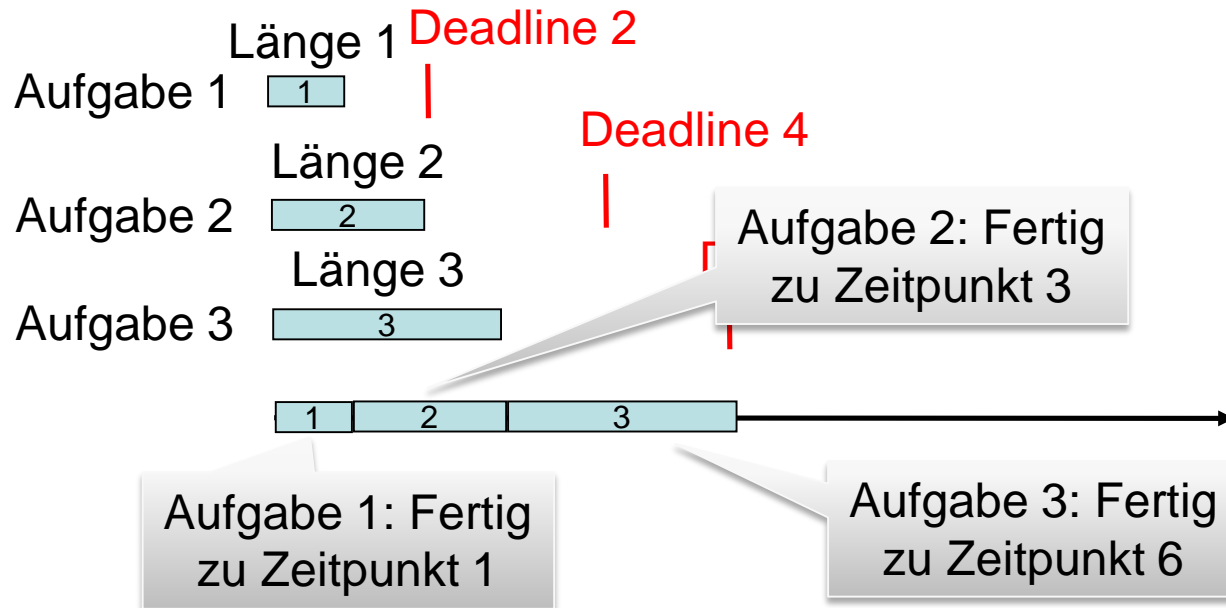 Länge 1
Deadline 2
Aufgabe 1
1
Deadline 4
Länge 2
Aufgabe 2
2
Aufgabe 2: Fertig
zu Zeitpunkt 3
Länge 3
Aufgabe 3
3
1
2
3
Aufgabe 1: Fertig
zu Zeitpunkt 1
Aufgabe 3: Fertig
zu Zeitpunkt 6